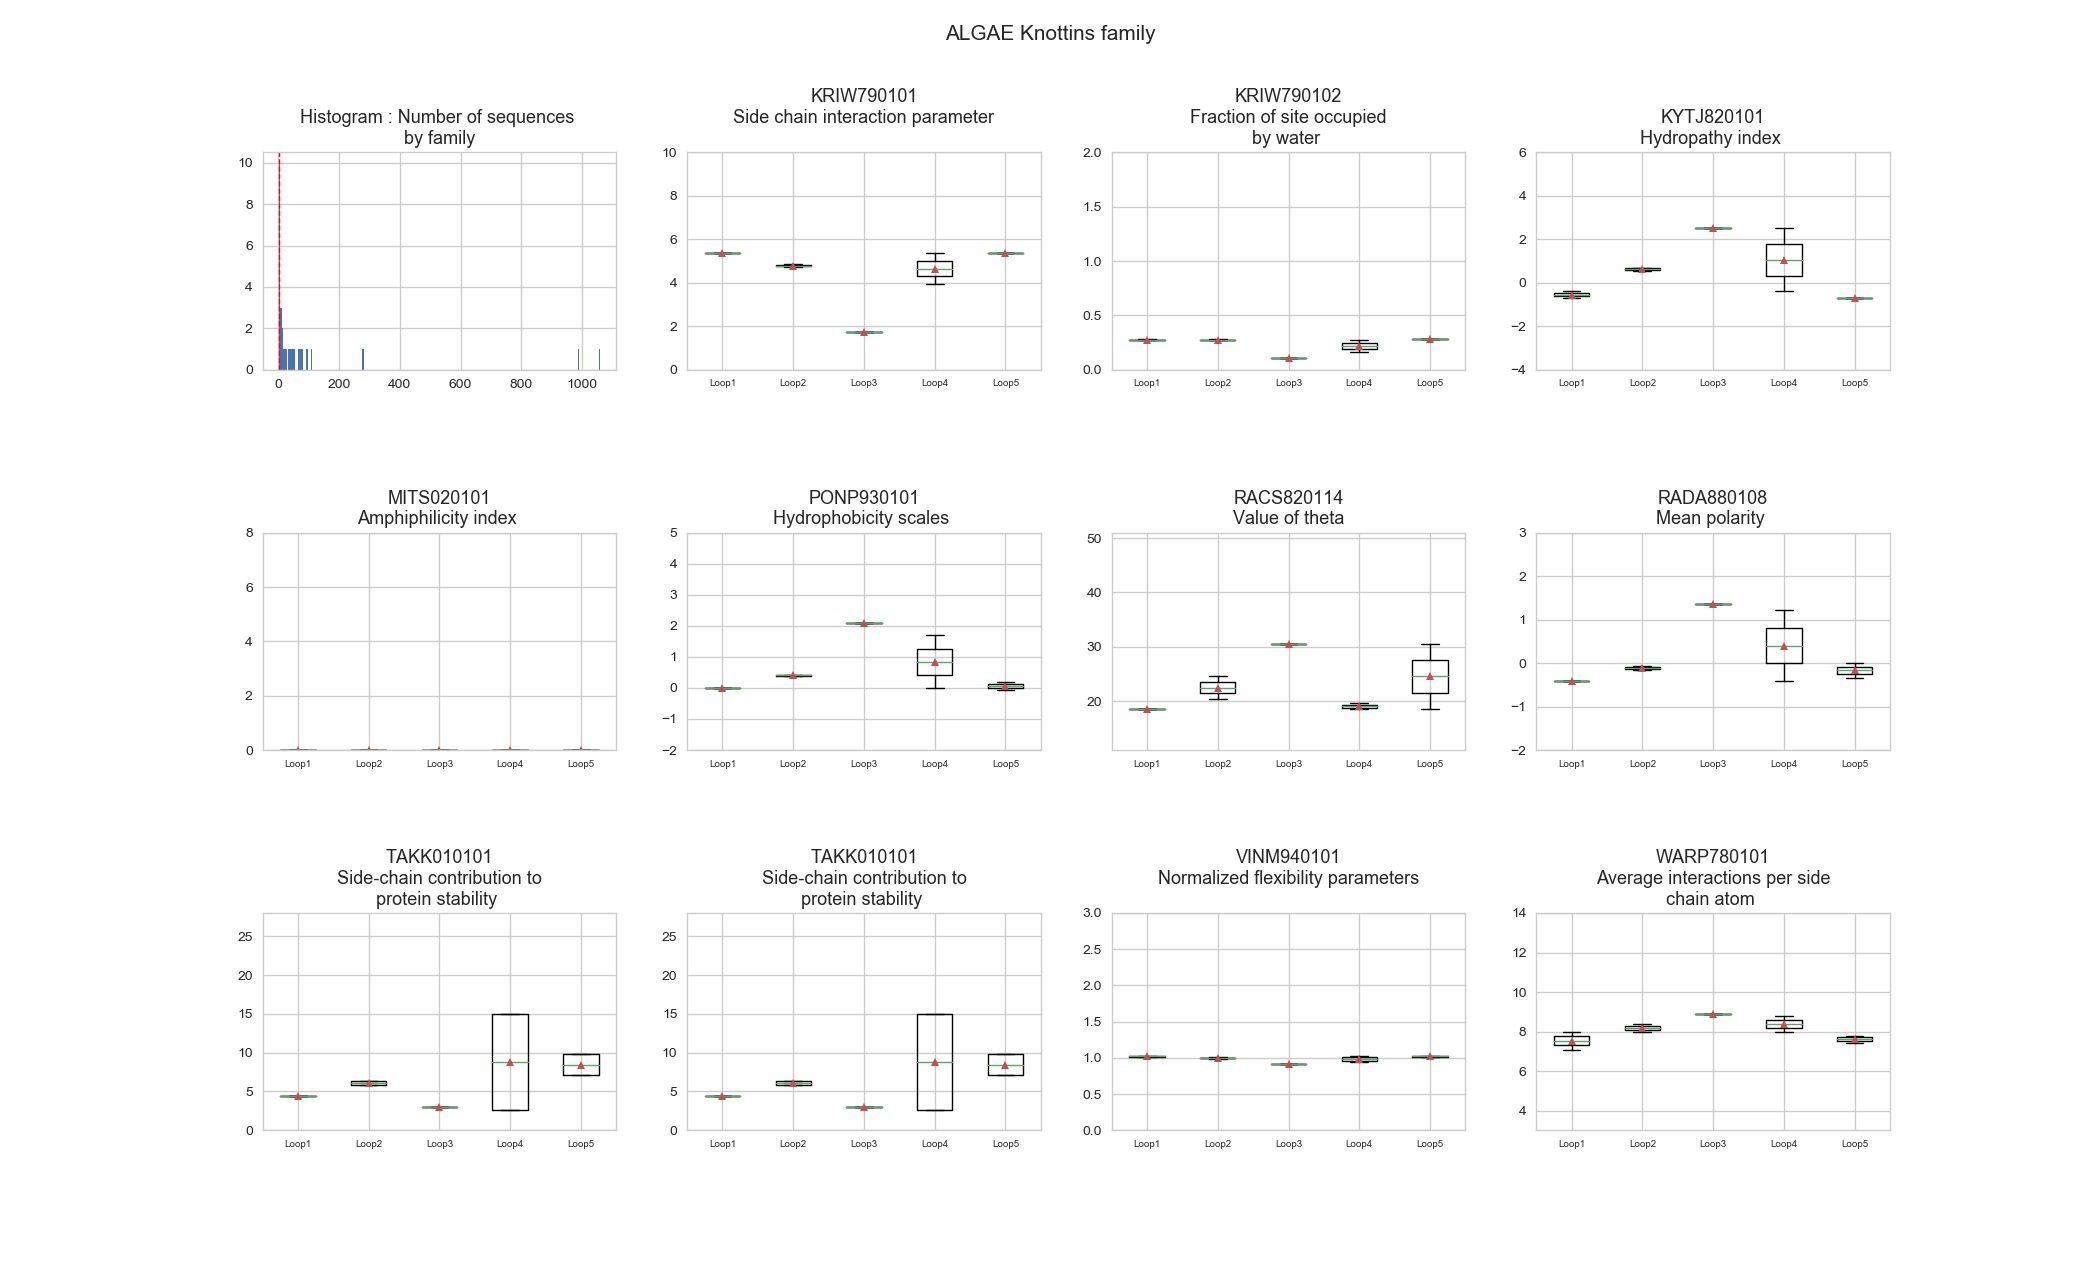 ALGAE Knottins family
Histogram : Number of sequences
by family
10
8
6
4
2
0
0 200 400 600 800 1000
KRIW790101
Side chain interaction parameter
10
8
6
4
2
0
Loop1 Loop2 Loop3 Loop4 Loop5
KRIW790102
Fraction of site occupied
by water
2.0
1.5
1.0
0.5
0.0
Loop1 Loop2 Loop3 Loop4 Loop5
KYTJ820101
Hydropathy index
6
4
2
0
−2
−4
Loop1 Loop2 Loop3 Loop4 Loop5
MITS020101
Amphiphilicity index
8
6
4
2
0
Loop1 Loop2 Loop3 Loop4 Loop5
PONP930101
Hydrophobicity scales
5
4
3
2
1
0
−1
−2
Loop1 Loop2 Loop3 Loop4 Loop5
RACS820114
Value of theta
50
40
30
20
Loop1 Loop2 Loop3 Loop4 Loop5
RADA880108
Mean polarity
3
2
1
0
−1
−2
Loop1 Loop2 Loop3 Loop4 Loop5
TAKK010101
Side-chain contribution to
protein stability
25
20
15
10
5
0
Loop1 Loop2 Loop3 Loop4 Loop5
TAKK010101
Side-chain contribution to
protein stability
25
20
15
10
5
0
Loop1 Loop2 Loop3 Loop4 Loop5
VINM940101
Normalized flexibility parameters
3.0
2.5
2.0
1.5
1.0
0.5
0.0
Loop1 Loop2 Loop3 Loop4 Loop5
WARP780101
Average interactions per side
chain atom
14
12
10
8
6
4
Loop1 Loop2 Loop3 Loop4 Loop5